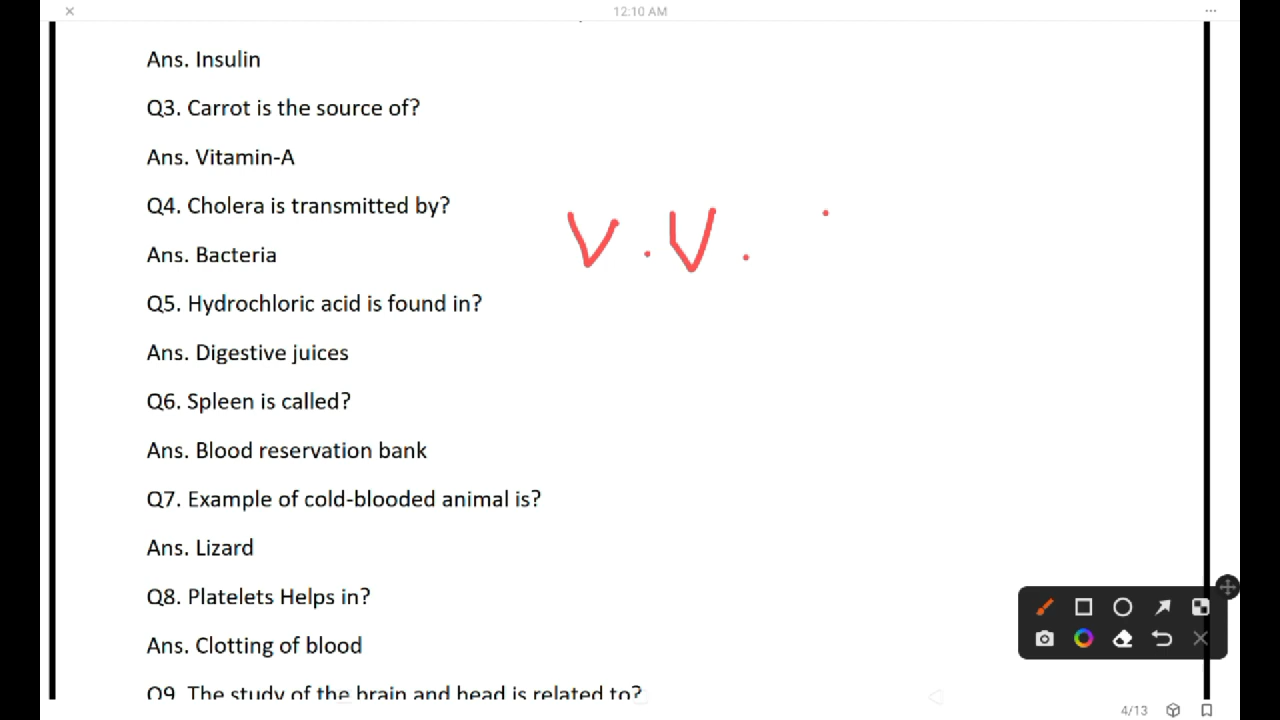 12:10 AM
Ans. Insulin
Q3. Carrot is the source of?
Ans. Vitamin-A
Q4. Cholera is transmitted by?
V.V.
Ans. Bacteria
Q5. Hydrochloric acid is found in?
Ans. Digestive juices
Q6. Spleen is called?
Ans. Blood reservation bank
Q7. Example of cold-blooded animal is?
Ans. Lizard
Q8. Platelets Helps in?
Ans. Clotting of blood
Q9. The study of the brain and head is related to?
4/13